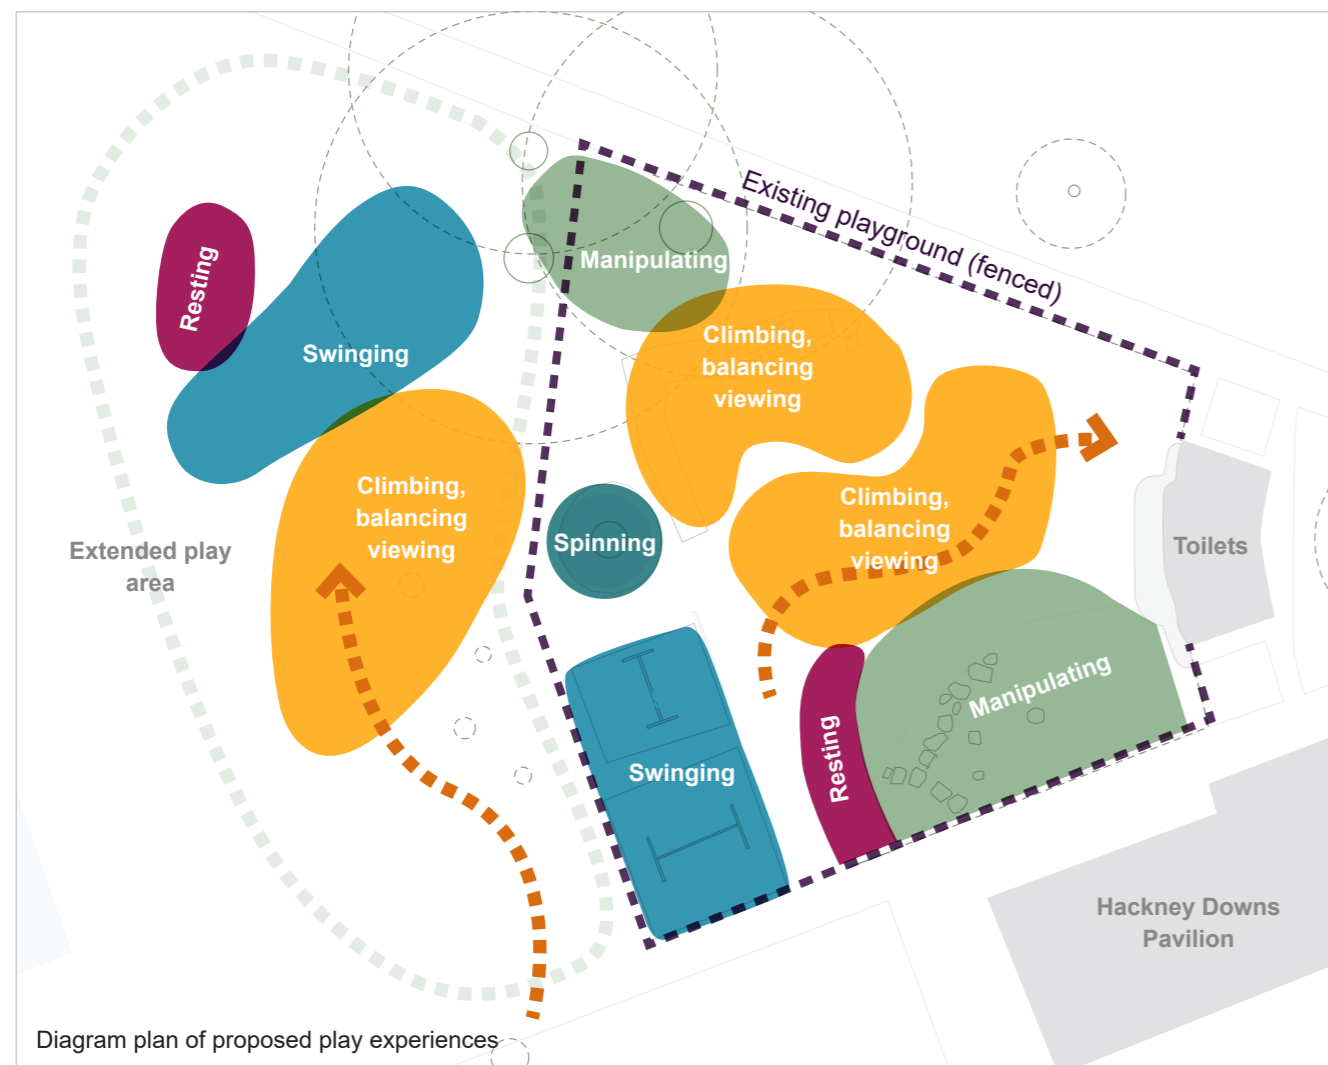 Existing playground (fenced)
Manipulating
Resting
Swinging
Climbing,
balancing
viewing
Climbing,
balancing
viewing
Climbing,
balancing
viewing
Spinning
Extended play
area
Toilets
Manipulating
Resting
Swinging
Hackney Downs
Pavilion
Diagram plan of proposed play experiences